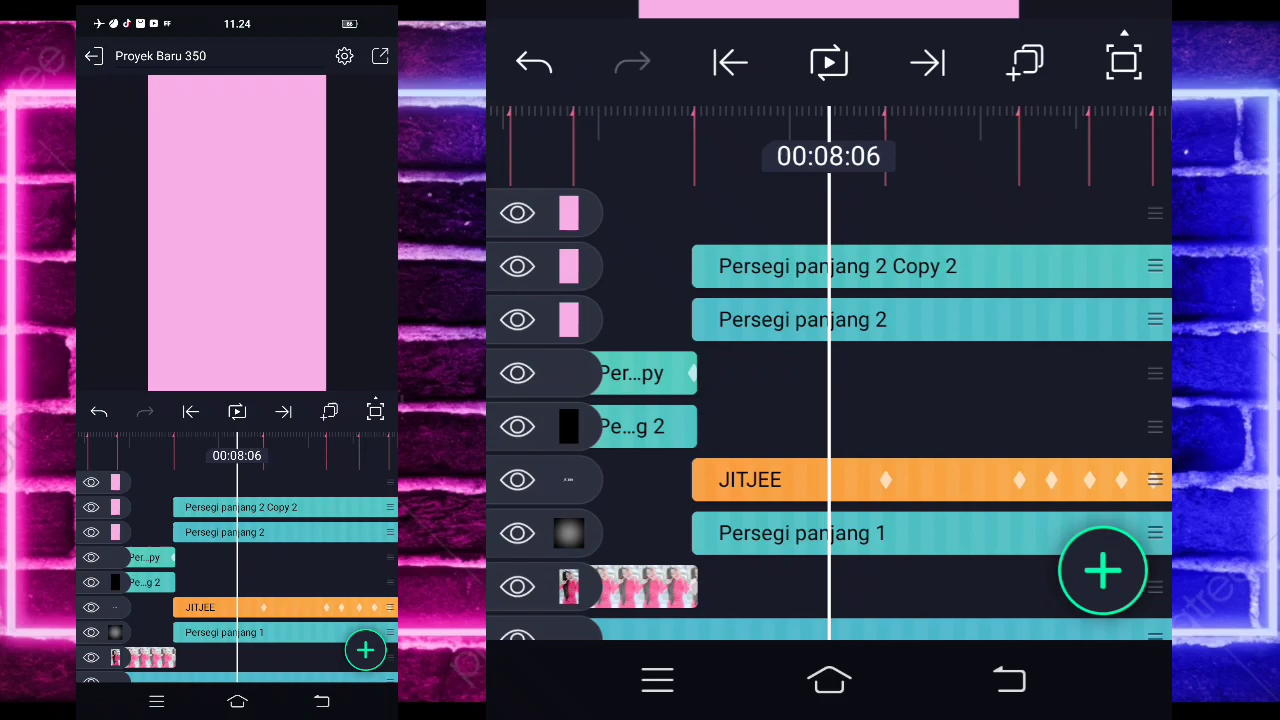 11.24
Proyek Baru 350
00:08:06
Persegi panjang 2 Copy 2
Persegi panjang 2
Per...py
Pe...g 2
JITJEE
Persegi panjang 1
00:08:06
Persegi panjang 2 Copy 2
Persegi panjang 2
Per...py
Pe...g 2
JITJEE
Persegi panjang 1